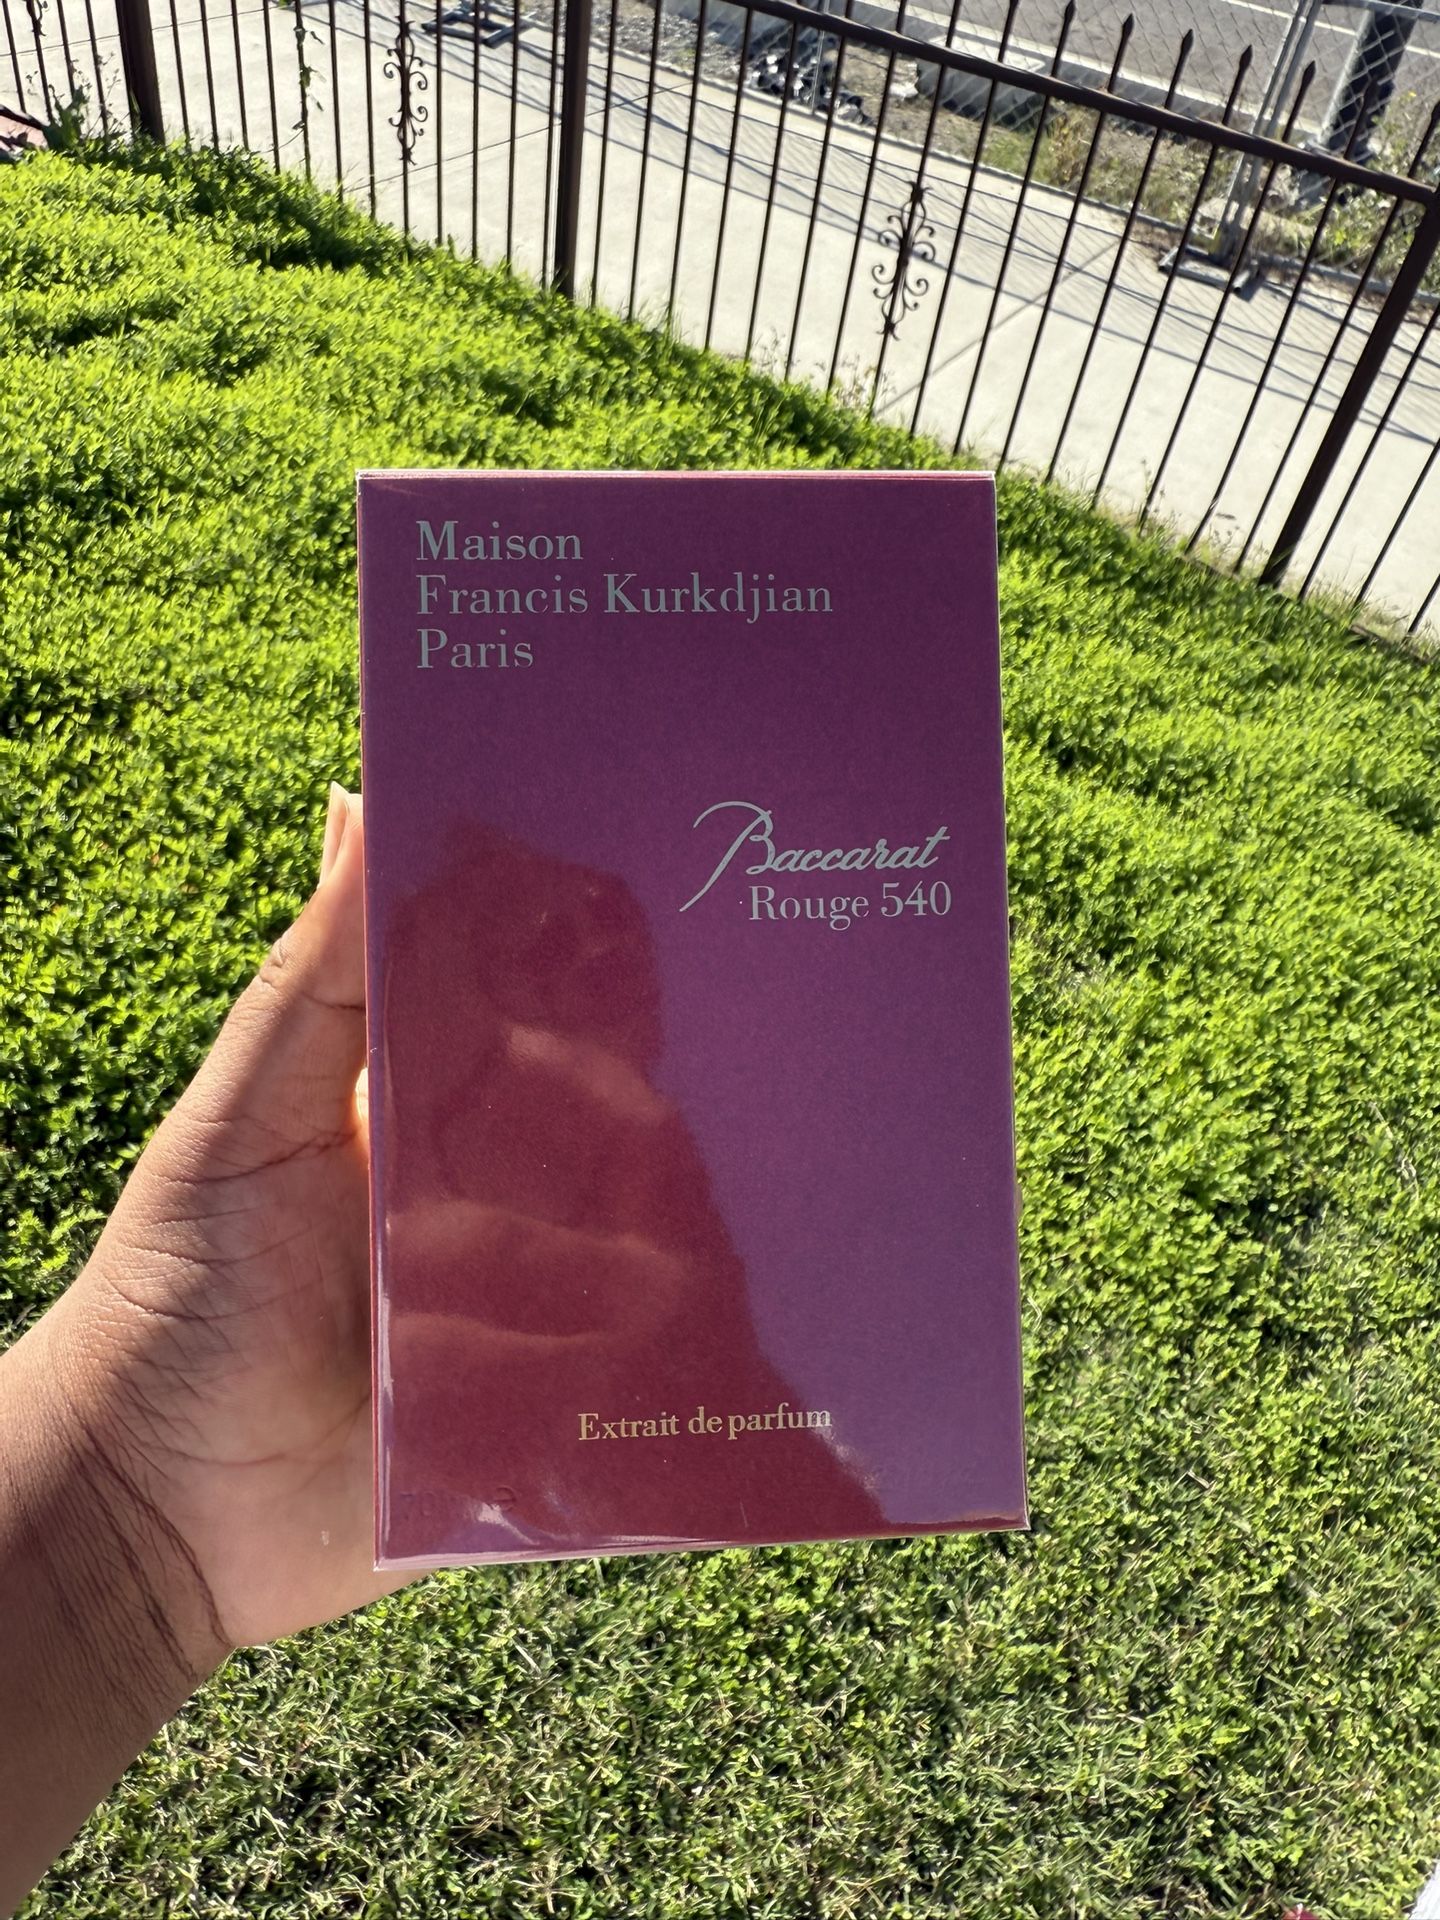 Maison
Francis Kurkdjian
Paris
Baccarat
Rouge 540
Extrait de parfum